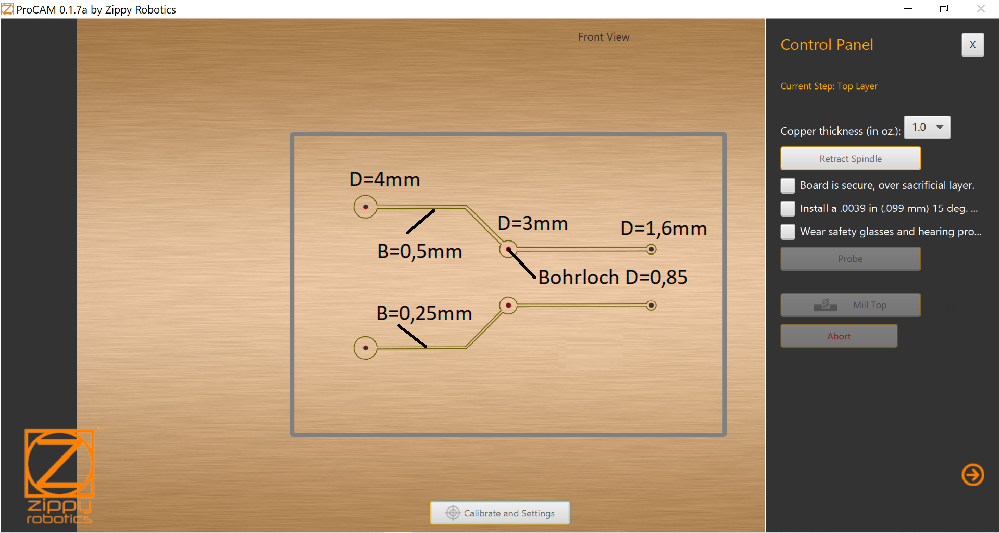 ProCAM 0.1.7a by Zippy Robotics
Front View
D=4mm
B=0,5mm
D=3mm
D=1,6mm
Bohrloch D=0,85
B=0,25mm
zippy
robotics
Calibrate and Settings
Control Panel
X
Current Step: Top Layer
Copper thickness (in oz.): 1.0
Retract Spindle
Board is secure, over sacrificial layer.
Install a .0039 in (.099 mm) 15 deg. ...
Wear safety glasses and hearing pro...
Probe
Mill Top
Abort